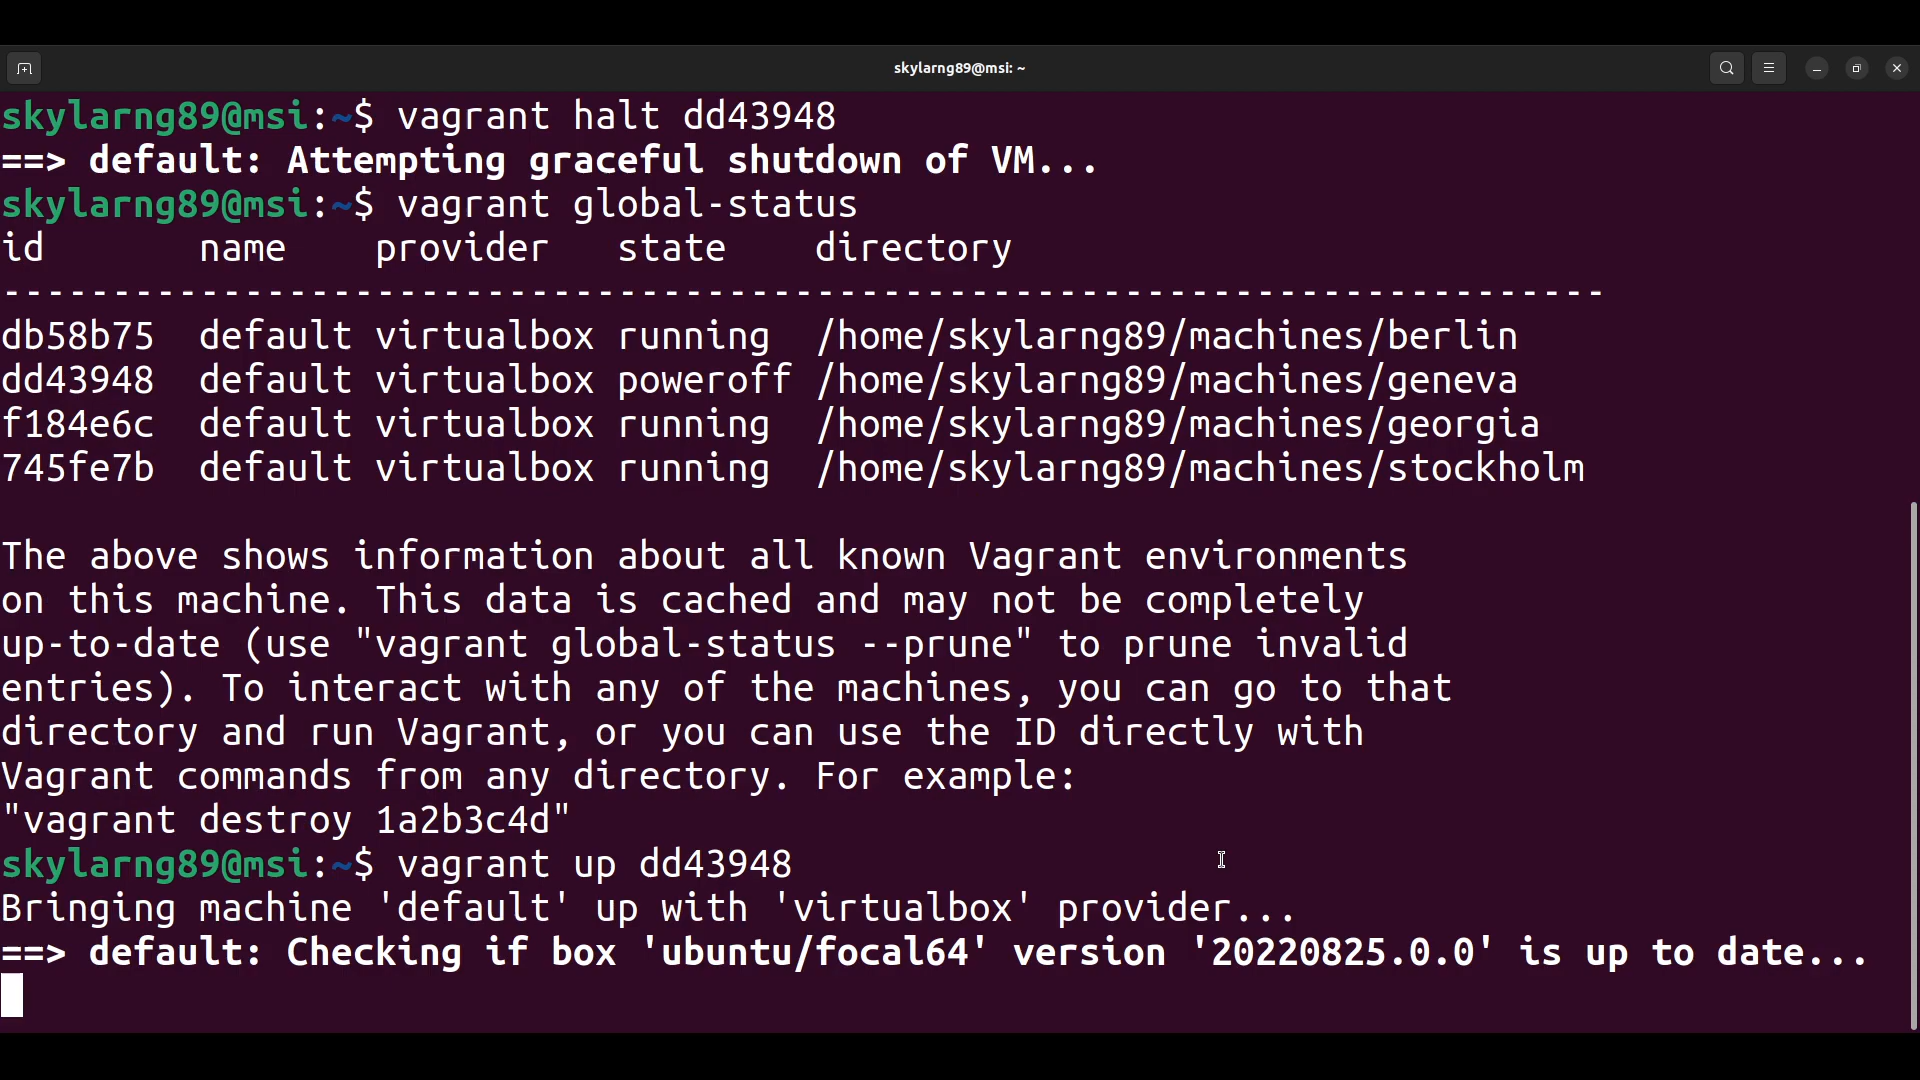 skylarng89@msi: ~
skylarng89@msi:~$ vagrant halt dd43948
==> default: Attempting graceful shutdown of VM...
skylarng89@msi:~$ vagrant global-status
id       name    provider   state    directory
-------------------------------------------------------------------------
db58b75  default virtualbox running  /home/skylarng89/machines/berlin
dd43948  default virtualbox poweroff /home/skylarng89/machines/geneva
f184e6c  default virtualbox running  /home/skylarng89/machines/georgia
745fe7b  default virtualbox running  /home/skylarng89/machines/stockholm
The above shows information about all known Vagrant environments
on this machine. This data is cached and may not be completely
up-to-date (use "vagrant global-status --prune" to prune invalid
entries). To interact with any of the machines, you can go to that
directory and run Vagrant, or you can use the ID directly with
Vagrant commands from any directory. For example:
"vagrant destroy 1a2b3c4d"
skylarng89@msi:~$ vagrant up dd43948
Bringing machine 'default' up with 'virtualbox' provider...
==> default: Checking if box 'ubuntu/focal64' version '20220825.0.0' is up to date...